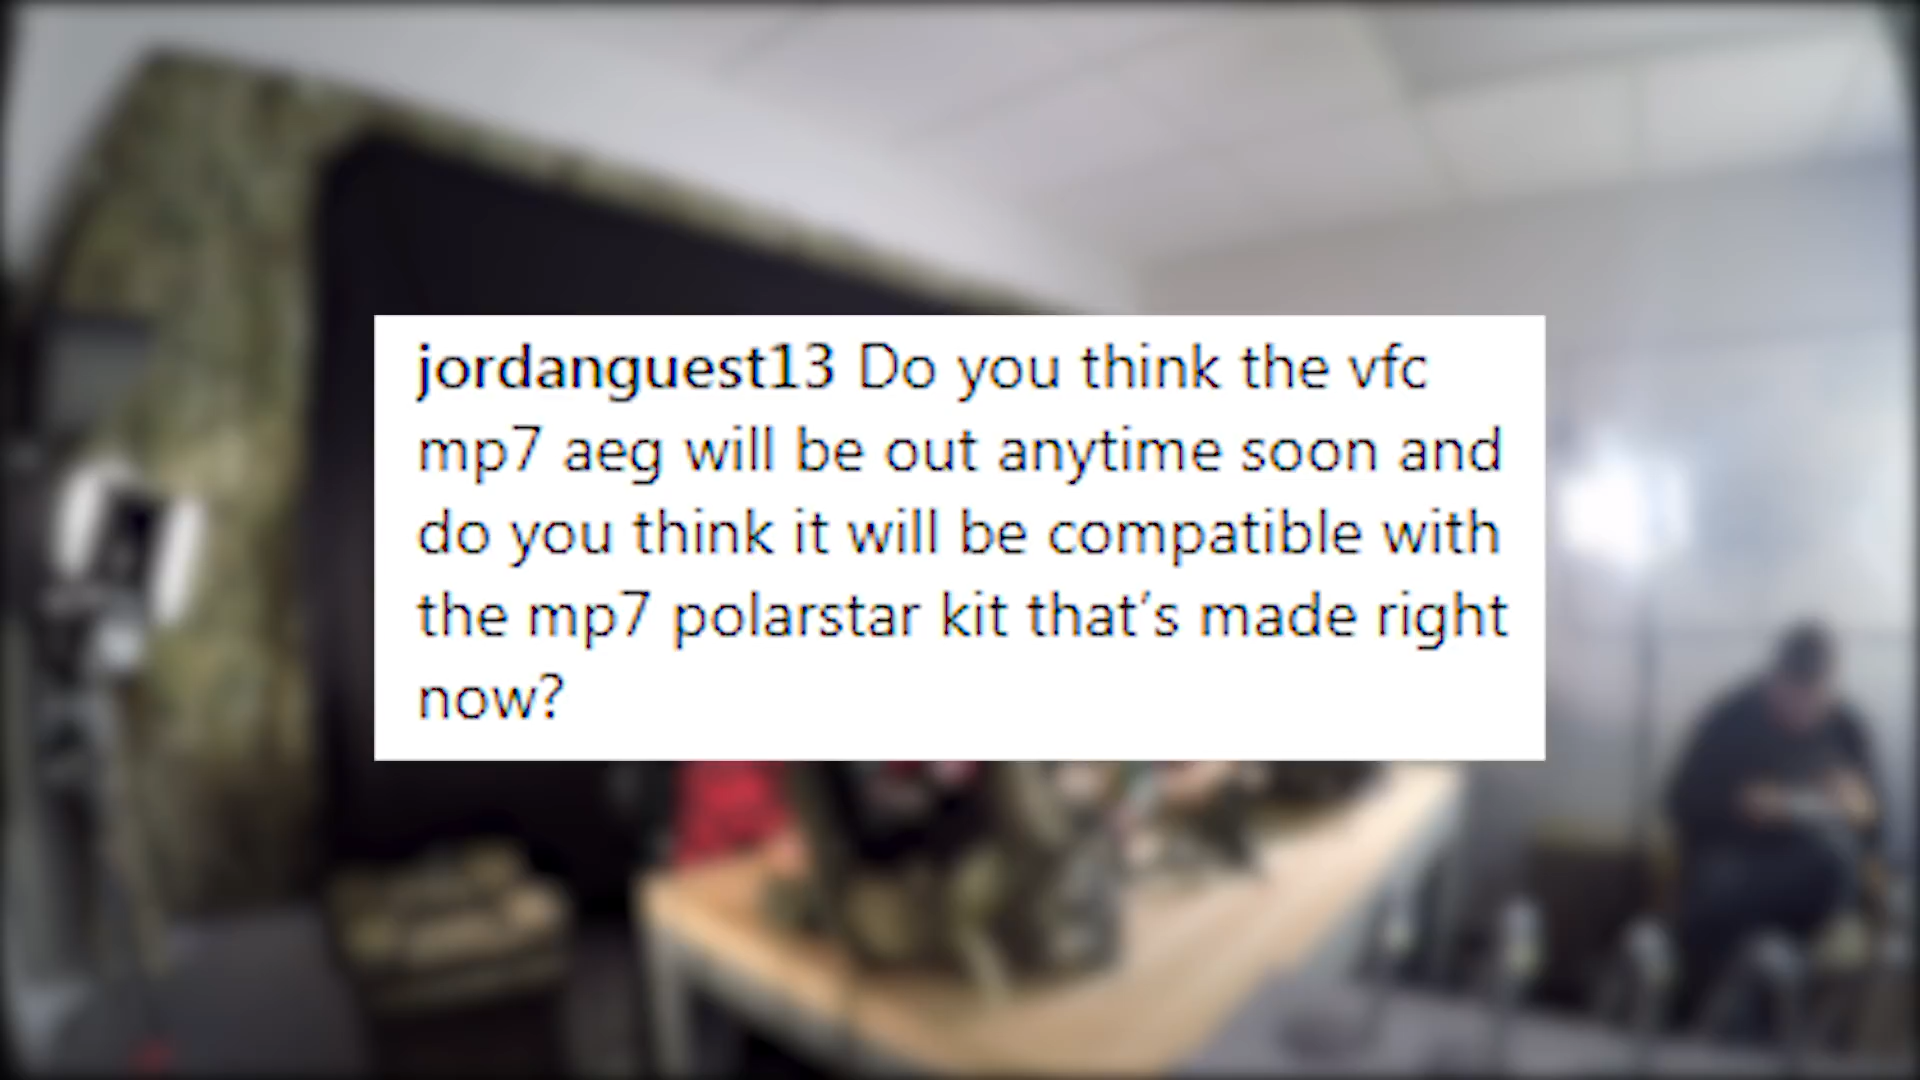 jordanguest13 Do you think the vfc
mp7 aeg will be out anytime soon and
do you think it will be compatible with
the mp7 polarstar kit that's made right
now?